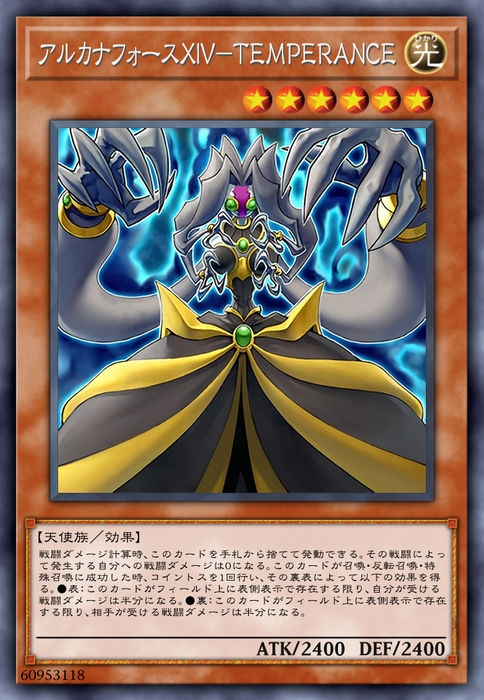 アルカナフォースXIV－TEMPERANCE
光
ひかり
【天使族／効果】
戦闘ダメージ計算時、このカードを手札から捨てて発動できる。その戦闘によっ
て発生する自分への戦闘ダメージは0になる。このカードが召喚・反転召喚・特
殊召喚に成功した時、コイントスを1回行い、その裏表によって以下の効果を得
る。●表：このカードがフィールド上に表側表示で存在する限り、自分が受ける
戦闘ダメージは半分になる。●裏：このカードがフィールド上に表側表示で存在
する限り、相手が受ける戦闘ダメージは半分になる。
ATK/2400 DEF/2400
60953118